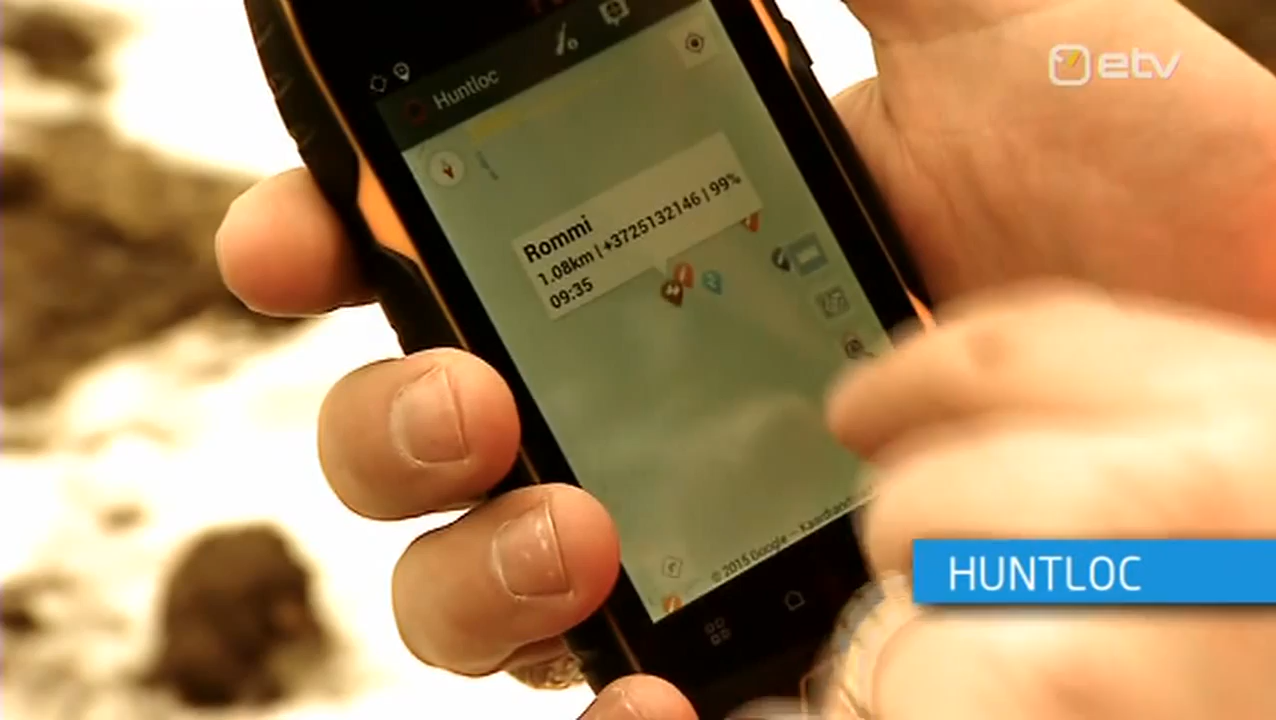 etv
Huntloc
Rommi
1.08km | +3725132146 | 99%
09:35
© 2015 Google –
HUNTLOC